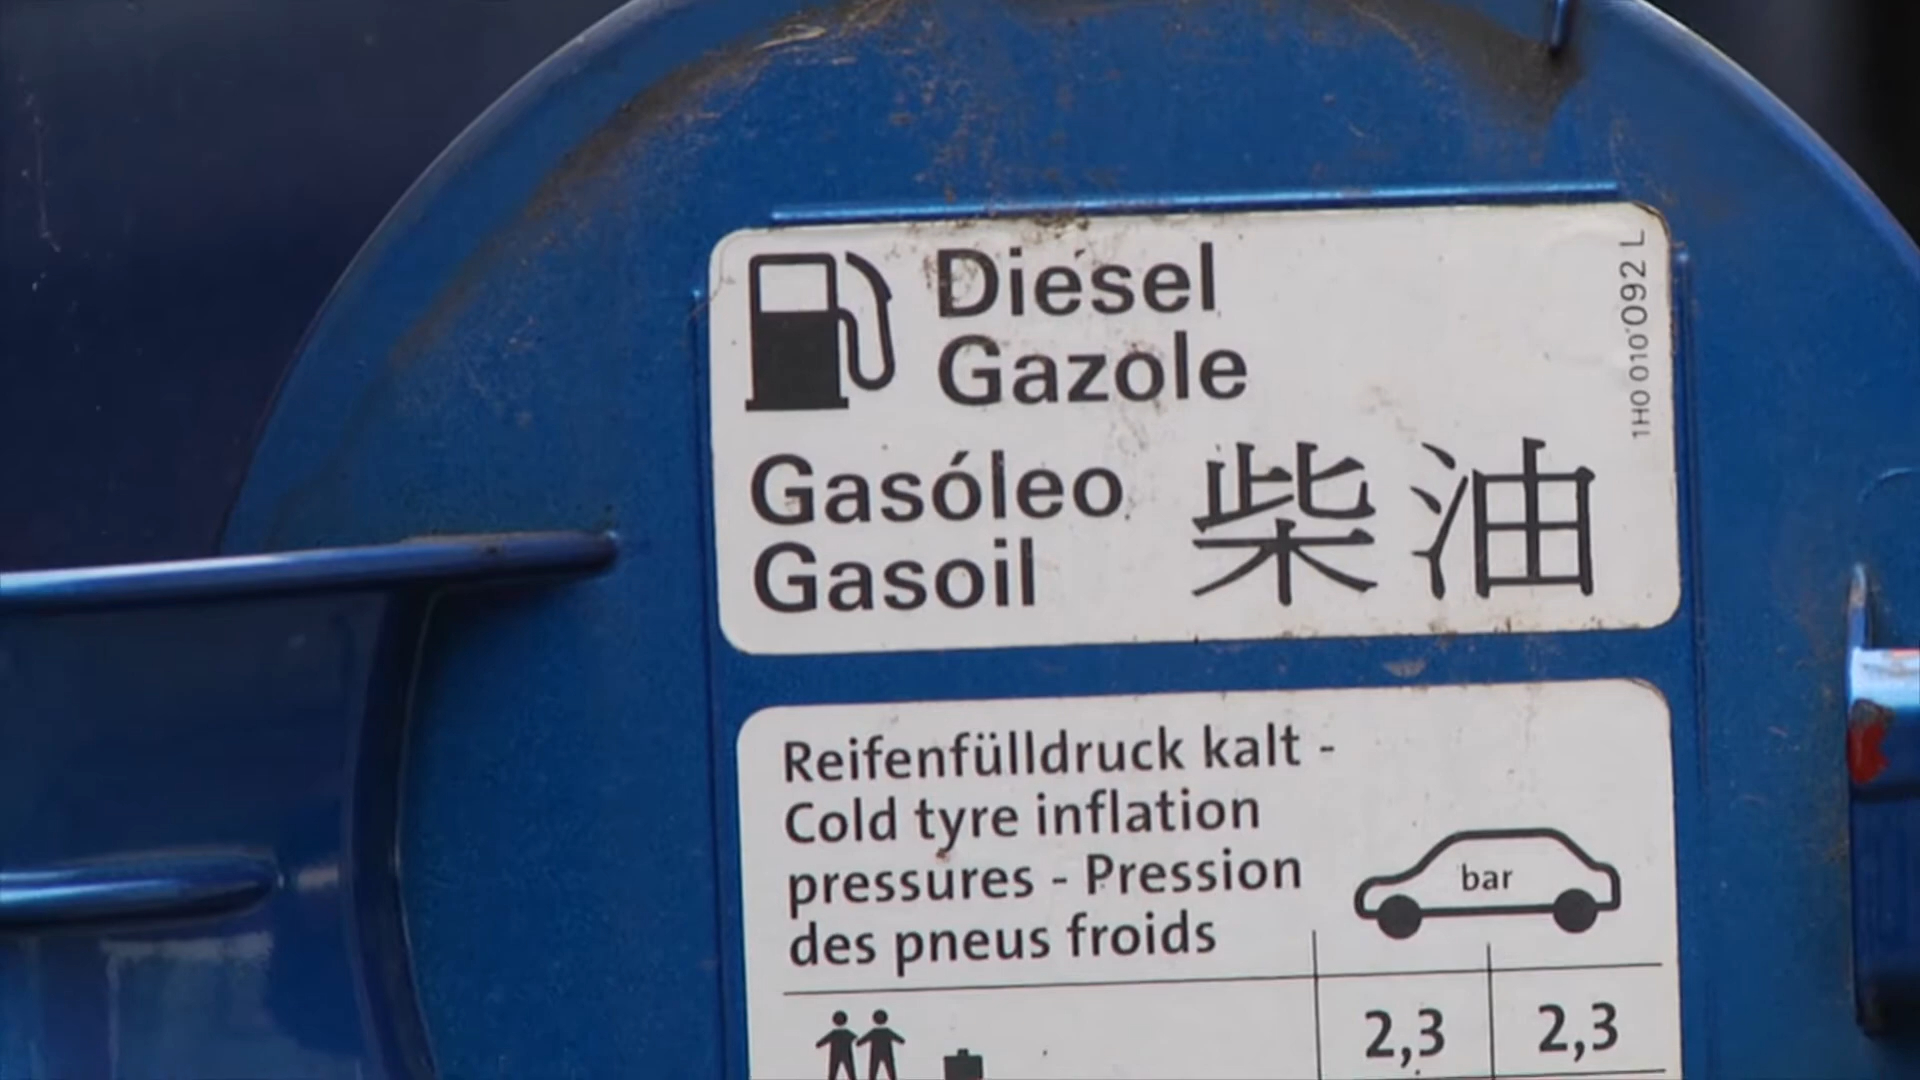 Diesel
Gazole
Gasóleo 柴油
Gasoil
1H0 010 092 L
Reifenfülldruck kalt -
Cold tyre inflation
pressures - Pression
des pneus froids
bar
2,3 2,3